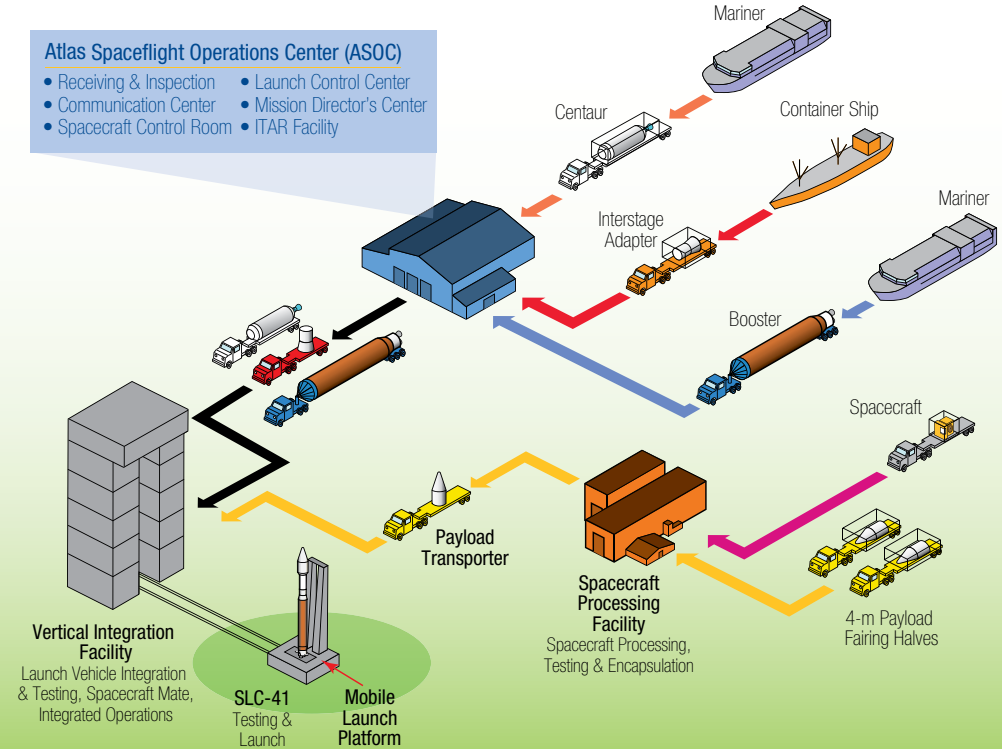 Atlas Spaceflight Operations Center (ASOC)
• Receiving & Inspection
• Communication Center
• Spacecraft Control Room
• Launch Control Center
• Mission Director's Center
• ITAR Facility
Mariner
Centaur
Container Ship
Interstage
Adapter
Mariner
Booster
Spacecraft
4-m Payload
Fairing Halves
Payload
Transporter
Spacecraft
Processing
Facility
Spacecraft Processing,
Testing & Encapsulation
Vertical Integration
Facility
Launch Vehicle Integration
& Testing, Spacecraft Mate,
Integrated Operations
SLC-41
Testing &
Launch
Mobile
Launch
Platform